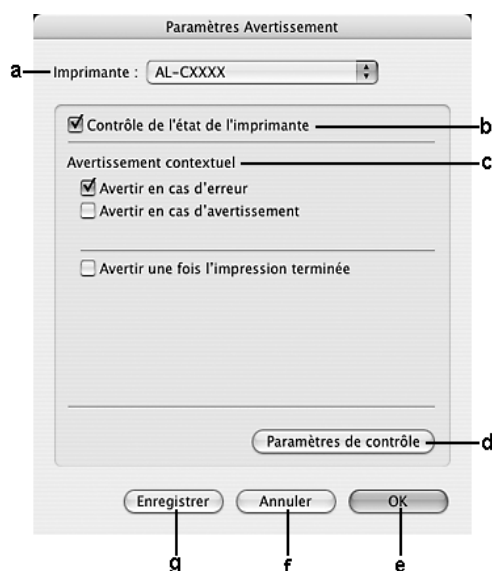 Paramètres Avertissement
a Imprimante : AL-CXXXX
Contrôle de l'état de l'imprimante b
Avertissement contextuel c
Avertir en cas d'erreur
Avertir en cas d'avertissement
Avertir une fois l'impression terminée
Paramètres de contrôle d
Enregistrer Annuler OK
g f e